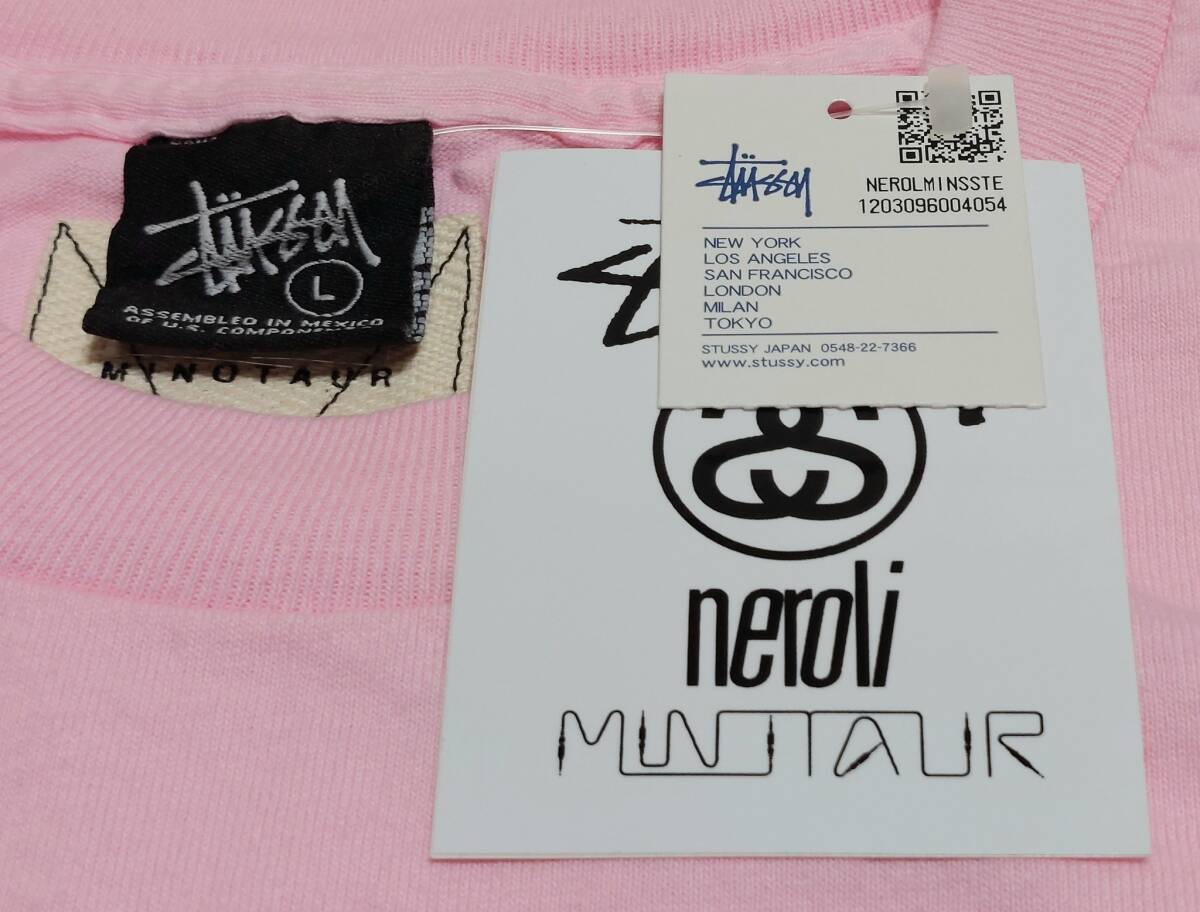 STÜSSY
L
ASSEMBLED IN MEXICO
OF U.S.
MINOTAUR
STÜSSY
NEROLMINSSTE
1203096004054
NEW YORK
LOS ANGELES
SAN FRANCISCO
LONDON
MILAN
TOKYO
STUSSY JAPAN 0548-22-7366
www.stussy.com
neroli
MINOTAUR